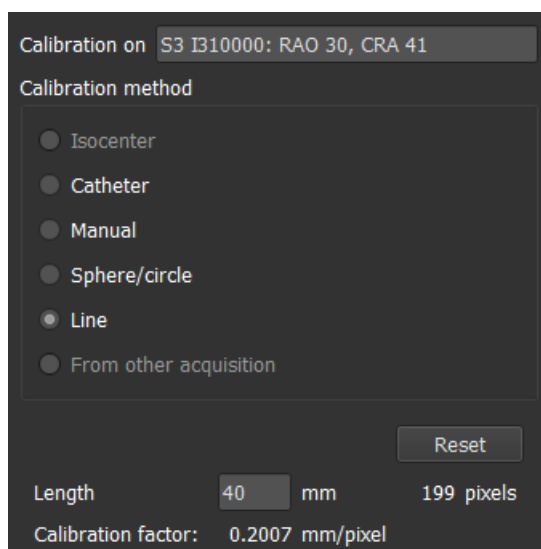 Calibration on S3 I310000: RAO 30, CRA 41
Calibration method
Isocenter
Catheter
Manual
Sphere/circle
Line
From other acquisition
Reset
Length 40 mm 199 pixels
Calibration factor: 0.2007 mm/pixel